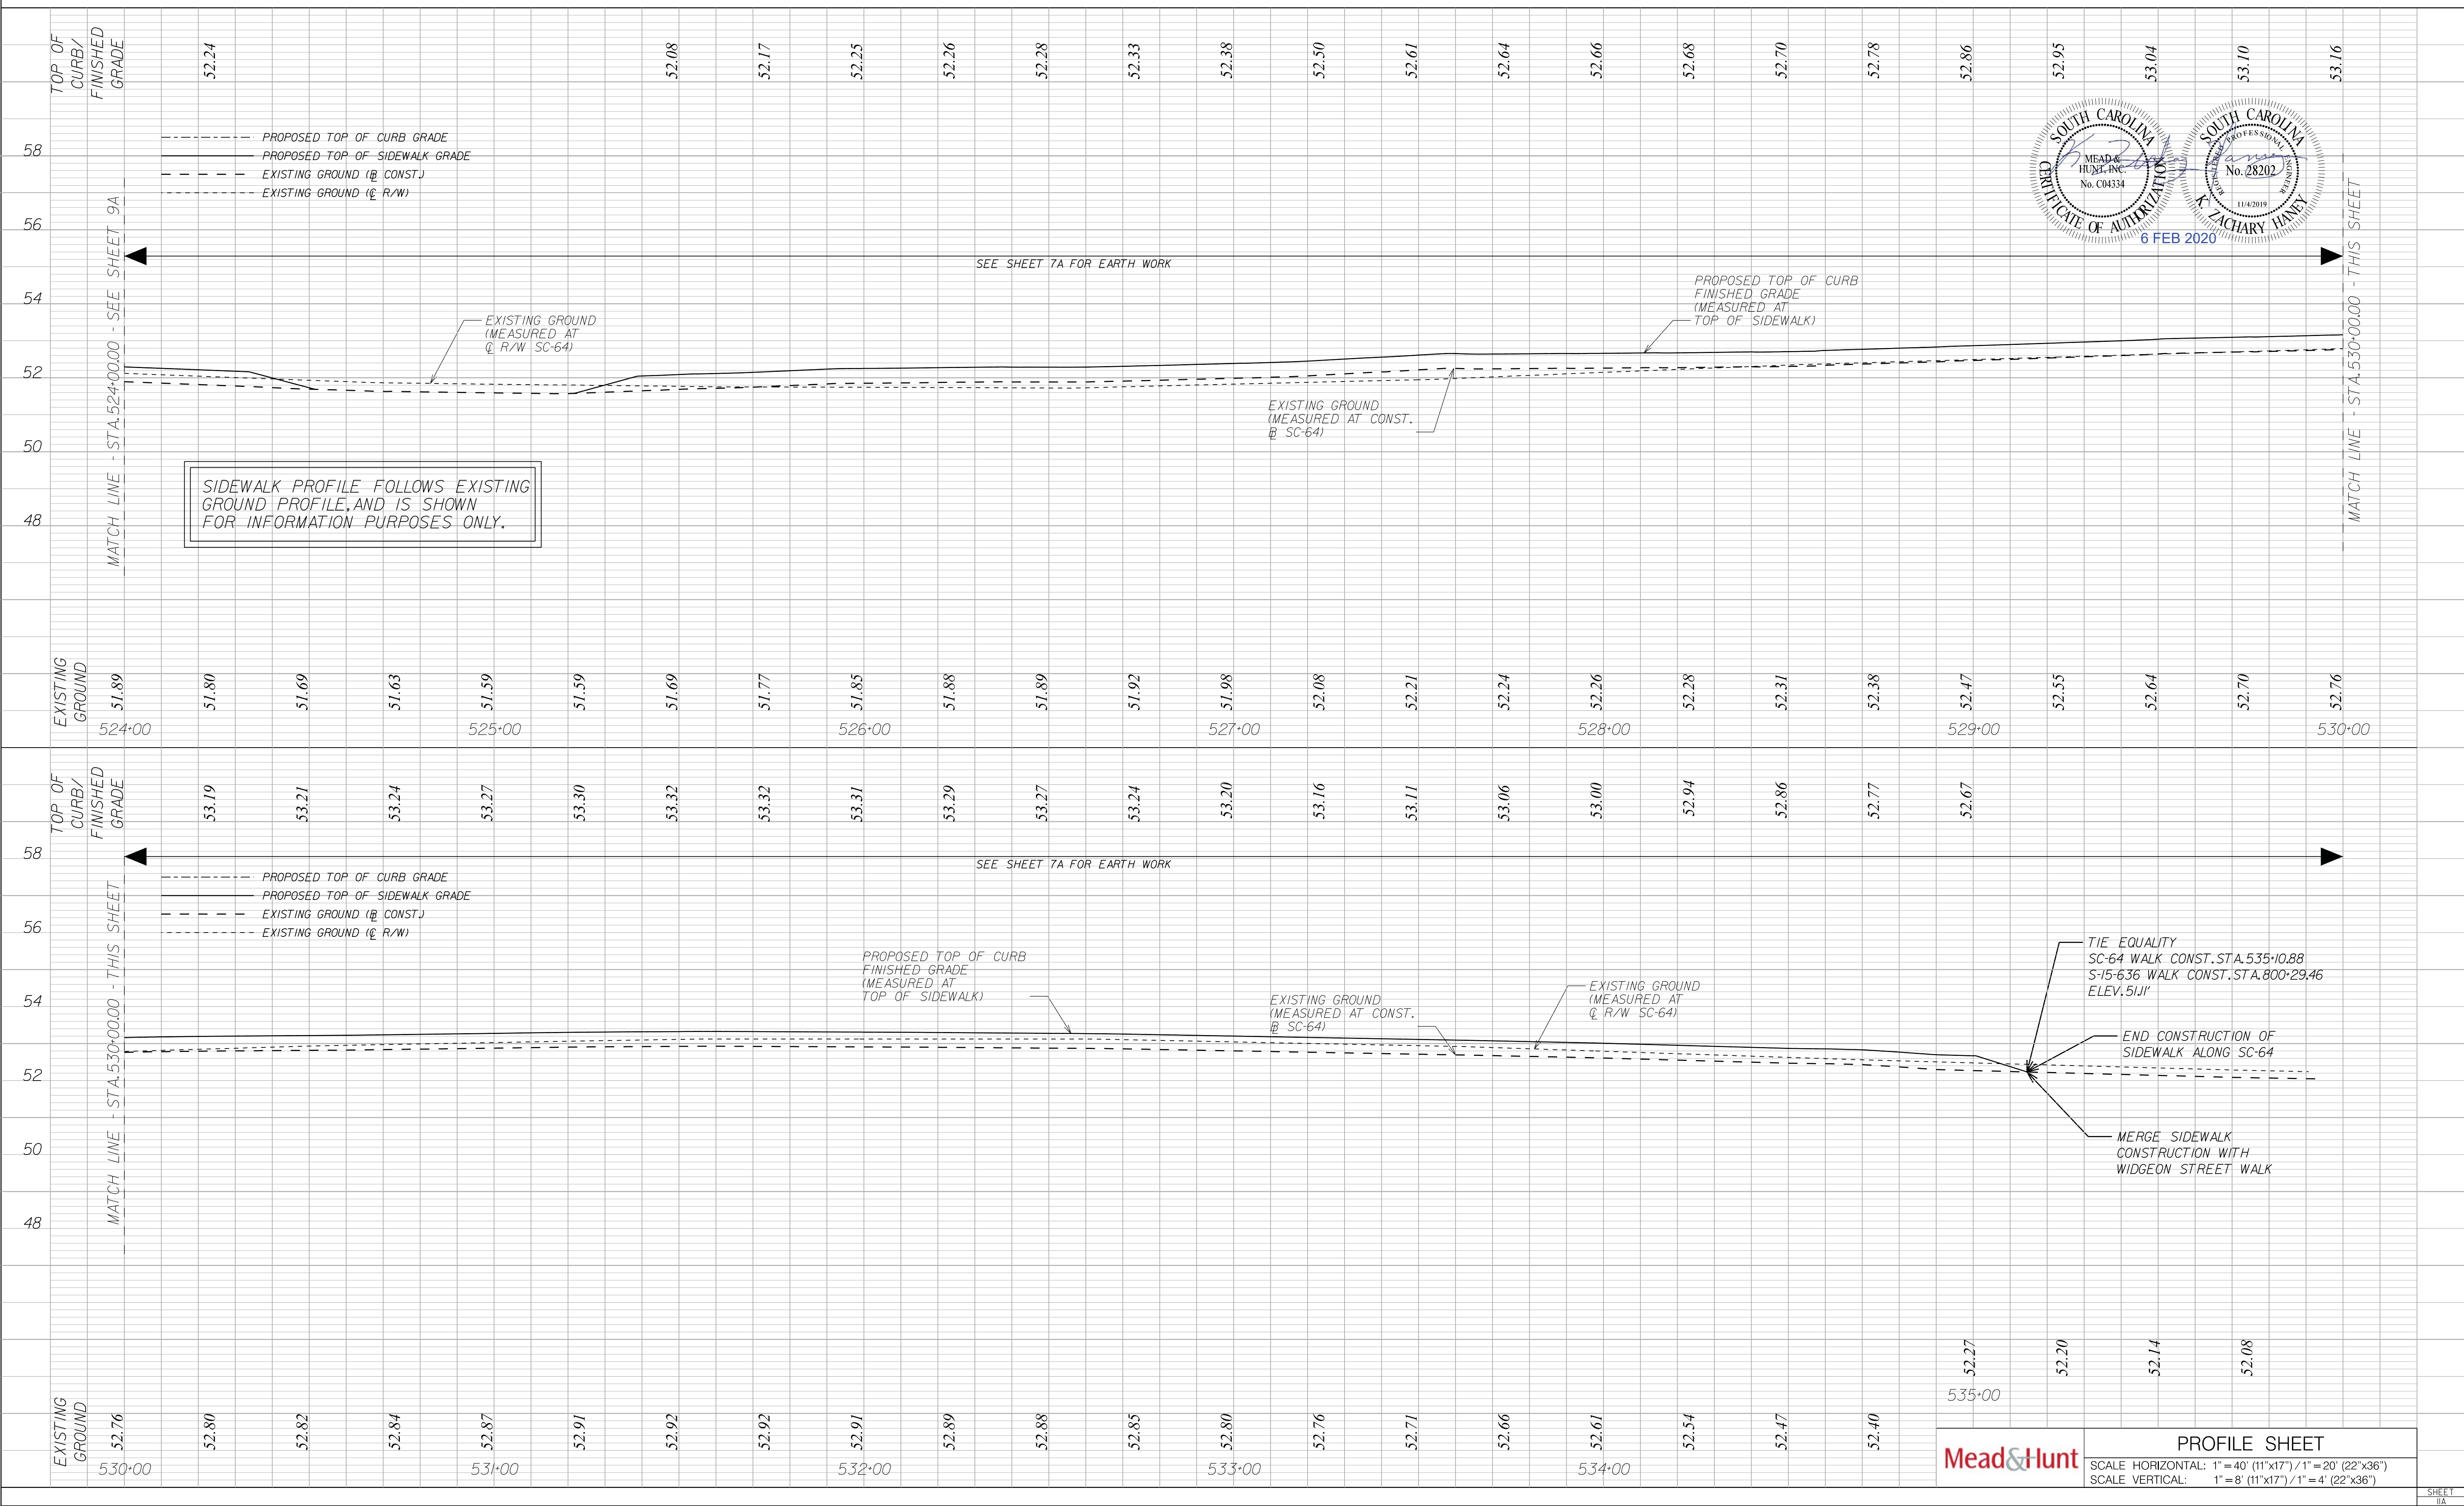 TOP OF
CURB/
FINISHED
GRADE
52.24
52.08
52.17
52.25
52.26
52.28
52.33
52.38
52.50
52.61
52.64
52.66
52.68
52.70
52.78
52.86
52.95
53.04
53.10
53.16
PROPOSED TOP OF CURB GRADE
PROPOSED TOP OF SIDEWALK GRADE
EXISTING GROUND (℄ CONST.)
EXISTING GROUND (℄ R/W)
SOUTH CAROLINA
MEAD &
HUNT, INC.
No. C04334
CERTIFICATE OF AUTHORIZATION
SOUTH CAROLINA
REGISTERED PROFESSIONAL ENGINEER
No. 28202
11/4/2019
K. ZACHARY HANEY
6 FEB 2020
58
56
54
52
50
48
MATCH LINE - STA.524+00.00 - SEE SHEET 9A
SEE SHEET 7A FOR EARTH WORK
MATCH LINE - STA.530+00.00 - THIS SHEET
EXISTING GROUND
(MEASURED AT
℄ R/W SC-64)
PROPOSED TOP OF CURB
FINISHED GRADE
(MEASURED AT
TOP OF SIDEWALK)
EXISTING GROUND
(MEASURED AT CONST.
SC-64)
SIDEWALK PROFILE FOLLOWS EXISTING
GROUND PROFILE, AND IS SHOWN
FOR INFORMATION PURPOSES ONLY.
EXISTING
GROUND
51.89
51.80
51.69
51.63
51.59
51.59
51.69
51.77
51.85
51.88
51.89
51.92
51.98
52.08
52.21
52.24
52.26
52.28
52.31
52.38
52.47
52.55
52.64
52.70
52.76
524+00
525+00
526+00
527+00
528+00
529+00
530+00
TOP OF
CURB/
FINISHED
GRADE
53.19
53.21
53.24
53.27
53.30
53.32
53.32
53.31
53.29
53.27
53.24
53.20
53.16
53.11
53.06
53.00
52.94
52.86
52.77
52.67
SEE SHEET 7A FOR EARTH WORK
PROPOSED TOP OF CURB GRADE
PROPOSED TOP OF SIDEWALK GRADE
EXISTING GROUND (CONST.)
EXISTING GROUND (℄ R/W)
58
56
54
52
50
48
MATCH LINE - STA.530+00.00 - THIS SHEET
PROPOSED TOP OF CURB
FINISHED GRADE
(MEASURED AT
TOP OF SIDEWALK)
EXISTING GROUND
(MEASURED AT CONST.
SC-64)
EXISTING GROUND
(MEASURED AT
℄ R/W SC-64)
TIE EQUALITY
SC-64 WALK CONST.STA.535+10.88
S-15-636 WALK CONST.STA.800+29.46
ELEV.51.11'
END CONSTRUCTION OF
SIDEWALK ALONG SC-64
MERGE SIDEWALK
CONSTRUCTION WITH
WIDGEON STREET WALK
52.27
52.20
52.14
52.08
535+00
EXISTING
GROUND
52.76
52.80
52.82
52.84
52.87
52.91
52.92
52.92
52.91
52.89
52.88
52.85
52.80
52.76
52.71
52.66
52.61
52.54
52.47
52.40
530+00
531+00
532+00
533+00
534+00
Mead&Hunt
PROFILE SHEET
SCALE HORIZONTAL: 1" = 40' (11"x17") / 1" = 20' (22"x36")
SCALE VERTICAL: 1" = 8' (11"x17") / 1" = 4' (22"x36")
SHEET
11A